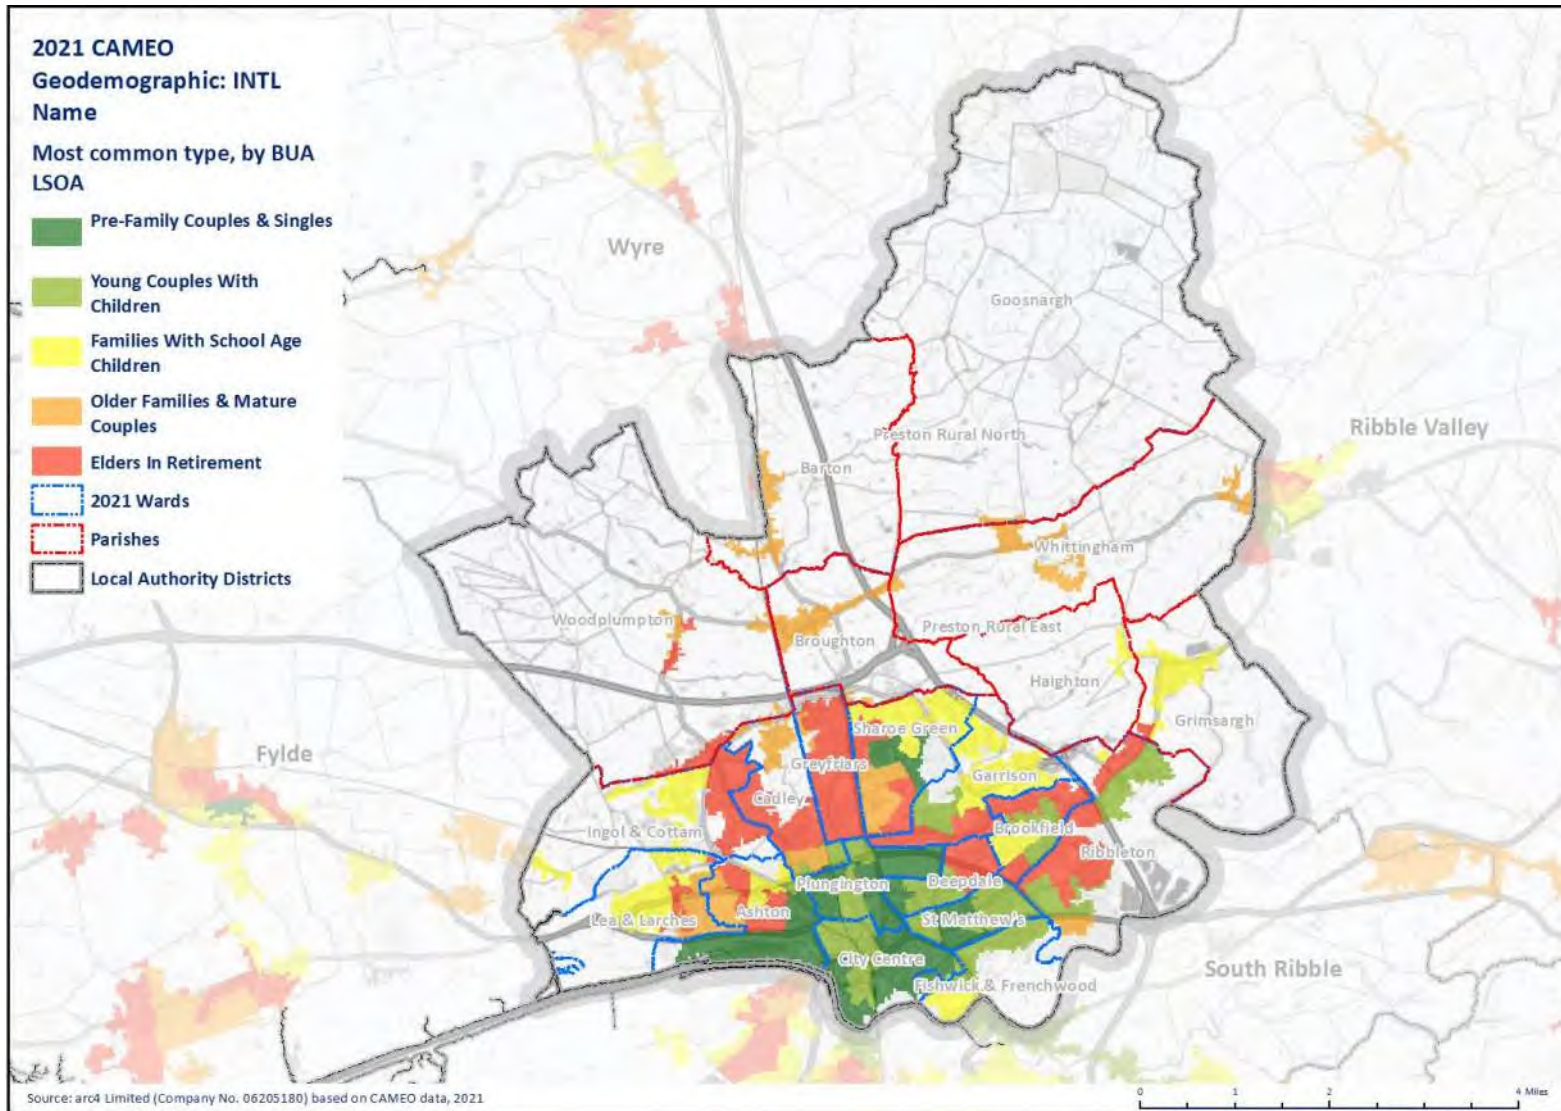 2021 CAMEO
Geodemographic: INTL
Name
Most common type, by BUA
LSOA
Pre-Family Couples & Singles
Young Couples With
Children
Families With School Age
Children
Older Families & Mature
Couples
Elders In Retirement
2021 Wards
Parishes
Local Authority Districts
Wyre
Goosnargh
Ribble Valley
Preston Rural North
Barton
Whittingham
Woodplumpton
Broughton
Preston Rural East
Haighton
Grimsargh
Sharoe Green
Fylde
Greyfriars
Garrison
Cadley
Ingol & Cottam
Brookfield
Ribbleton
Plungington
Deepdale
Lea & Larches
Ashton
St Matthew's
City Centre
South Ribble
Fishwick & Frenchwood
0 1 2 4 Miles
Source: arc4 Limited (Company No. 06205180) based on CAMEO data, 2021